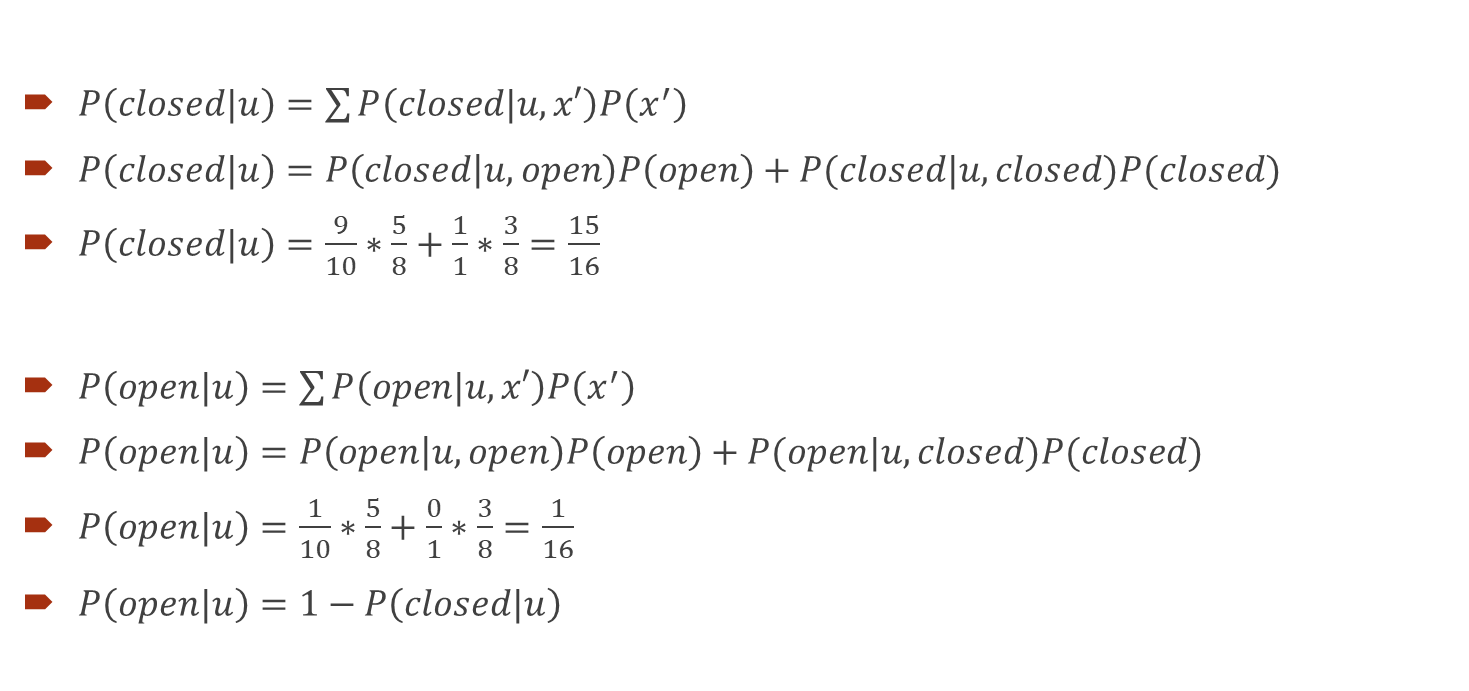 P(closed|u) = ∑ P(closed|u, x′)P(x′)
P(closed|u) = P(closed|u, open)P(open) + P(closed|u, closed)P(closed)
P(closed|u) = 9/10 * 5/8 + 1/1 * 3/8 = 15/16
P(open|u) = ∑ P(open|u, x′)P(x′)
P(open|u) = P(open|u, open)P(open) + P(open|u, closed)P(closed)
P(open|u) = 1/10 * 5/8 + 0/1 * 3/8 = 1/16
P(open|u) = 1 − P(closed|u)